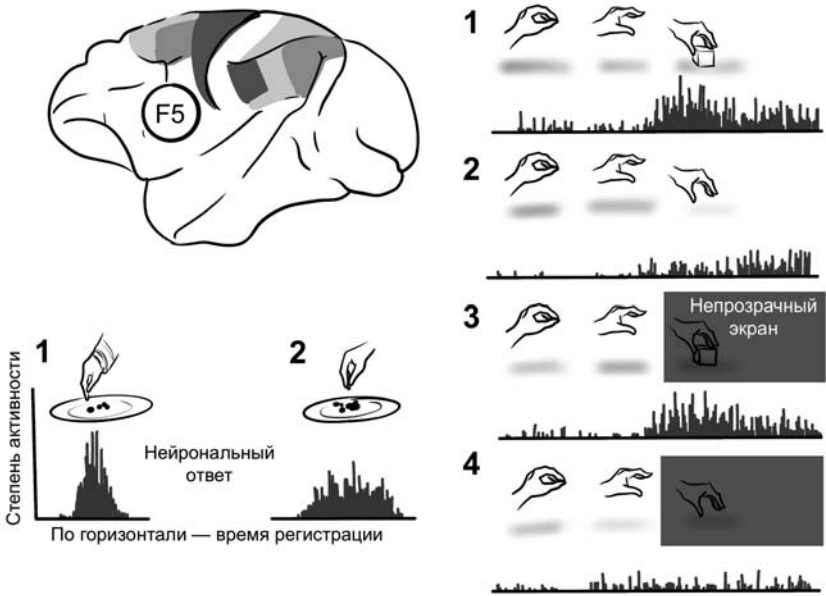 F5
1
2
Степень активности
Нейрональный
ответ
По горизонтали — время регистрации
1
2
3
Непрозрачный
экран
4